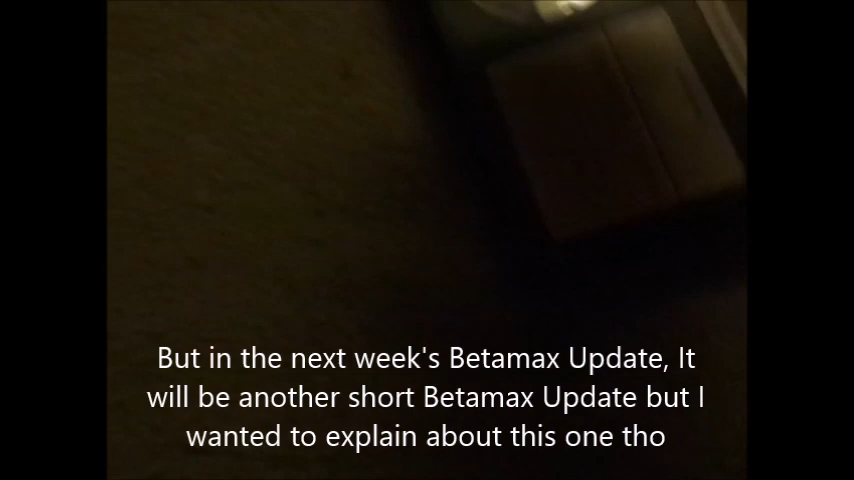 But in the next week's Betamax Update, It
will be another short Betamax Update but I
wanted to explain about this one tho